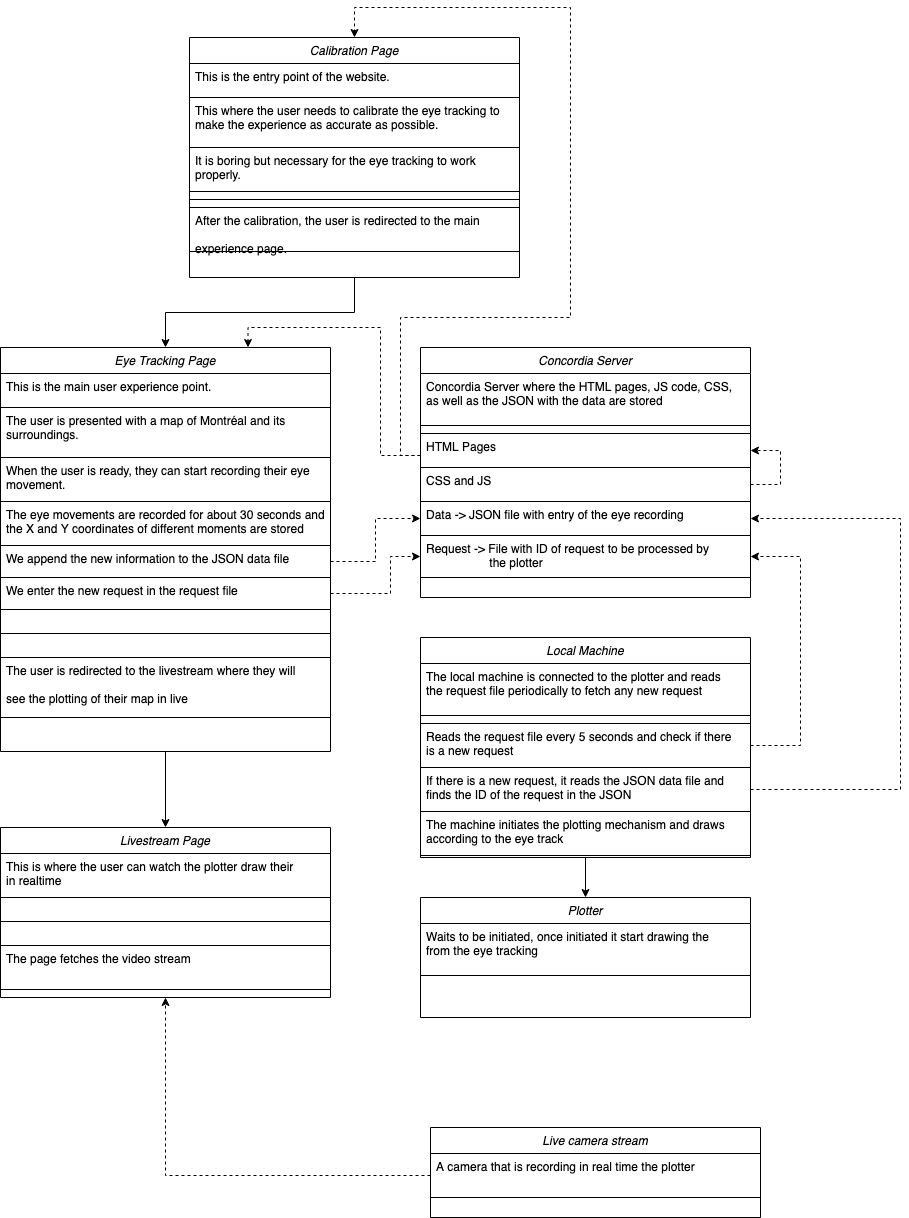 Calibration Page
This is the entry point of the website.
This where the user needs to calibrate the eye tracking to
make the experience as accurate as possible.
It is boring but necessary for the eye tracking to work
properly.
After the calibration, the user is redirected to the main
experience page.
Eye Tracking Page
This is the main user experience point.
The user is presented with a map of Montréal and its
surroundings.
When the user is ready, they can start recording their eye
movement.
The eye movements are recorded for about 30 seconds and
the X and Y coordinates of different moments are stored
We append the new information to the JSON data file
We enter the new request in the request file
The user is redirected to the livestream where they will
see the plotting of their map in live
Concordia Server
Concordia Server where the HTML pages, JS code, CSS,
as well as the JSON with the data are stored
HTML Pages
CSS and JS
Data -> JSON file with entry of the eye recording
Request -> File with ID of request to be processed by
the plotter
Local Machine
The local machine is connected to the plotter and reads
the request file periodically to fetch any new request
Reads the request file every 5 seconds and check if there
is a new request
If there is a new request, it reads the JSON data file and
finds the ID of the request in the JSON
The machine initiates the plotting mechanism and draws
according to the eye track
Livestream Page
This is where the user can watch the plotter draw their
in realtime
The page fetches the video stream
Plotter
Waits to be initiated, once initiated it start drawing the
from the eye tracking
Live camera stream
A camera that is recording in real time the plotter